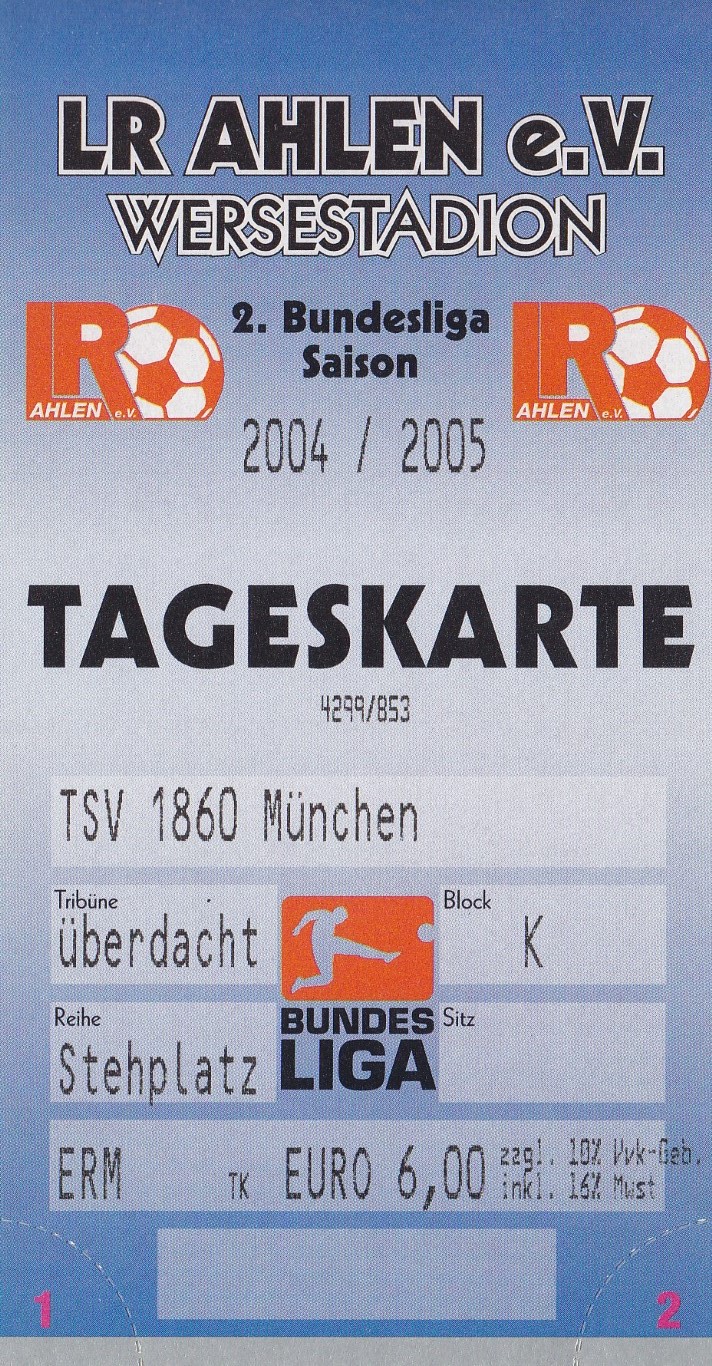 LR AHLEN e.V.
WERSESTADION
LR AHLEN e.V.
2. Bundesliga
Saison
LR AHLEN e.V.
2004 / 2005
TAGESKARTE
4299/853
TSV 1860 München
Tribüne
überdacht
Block
K
BUNDES
LIGA
Reihe
Stehplatz
Sitz
ERM TK EURO 6,00 zzgl. 10% Vvk-Geb.
inkl. 16% Mwst
1
2